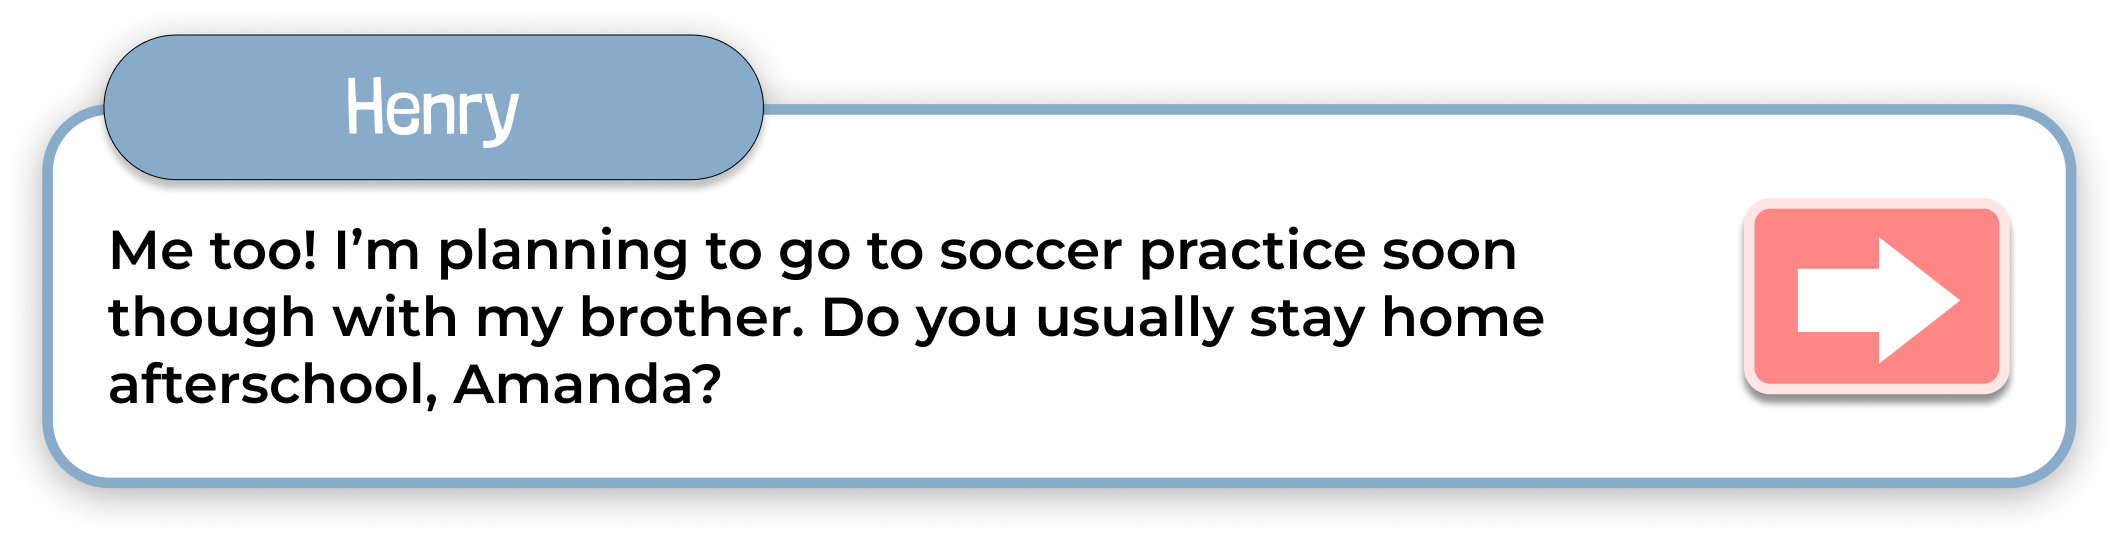 Henry
Me too! I’m planning to go to soccer practice soon
though with my brother. Do you usually stay home
afterschool, Amanda?